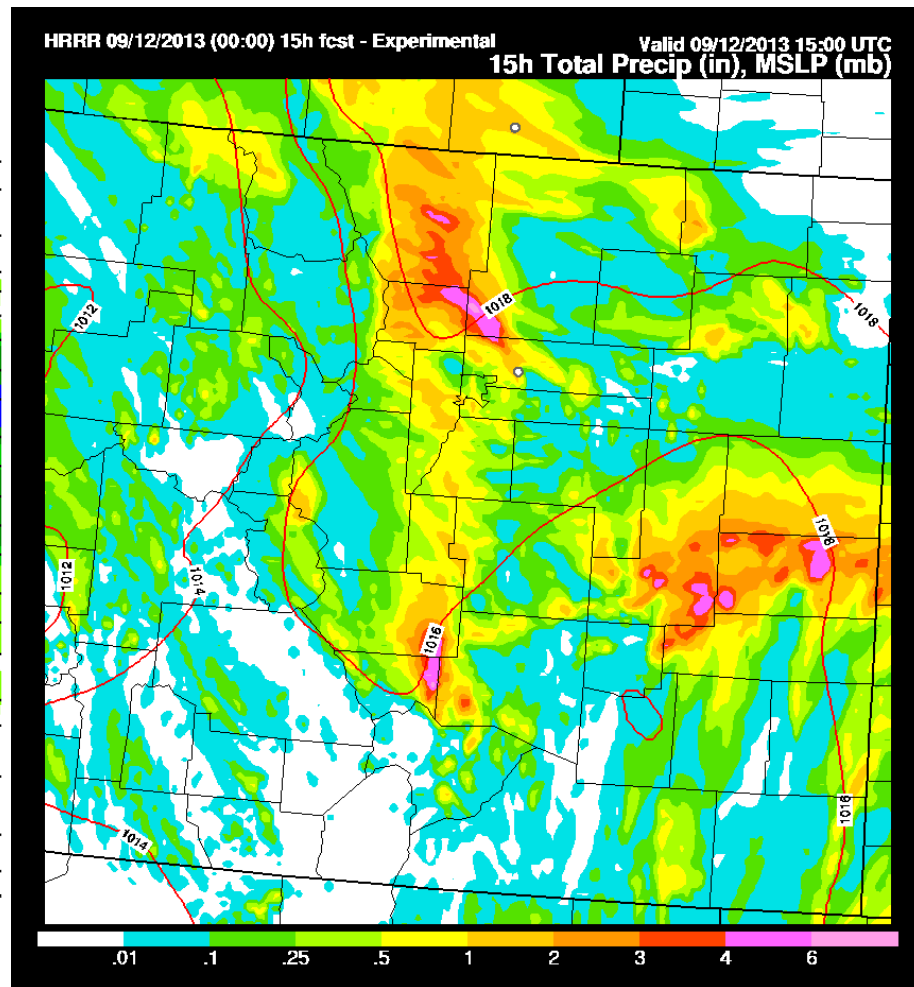 HRRR 09/12/2013 (00:00) 15h fcst - Experimental
Valid 09/12/2013 15:00 UTC
15h Total Precip (in), MSLP (mb)
1018
1018
1012
1018
1012
1014
1016
1016
1014
.01 .1 .25 .5 1 2 3 4 6